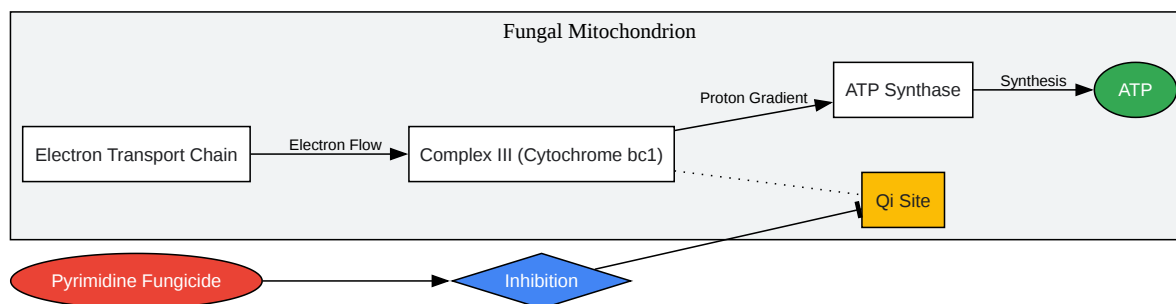 Fungal Mitochondrion
Proton Gradient
ATP Synthase
Synthesis
ATP
Electron Transport Chain
Electron Flow
Complex III (Cytochrome bc1)
Qi Site
Pyrimidine Fungicide
Inhibition